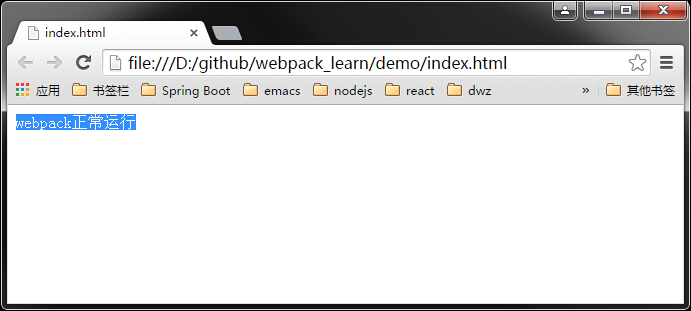 index.html
file:///D:/github/webpack_learn/demo/index.html
应用 书签栏 Spring Boot emacs nodejs react dwz » 其他书签
webpack正常运行